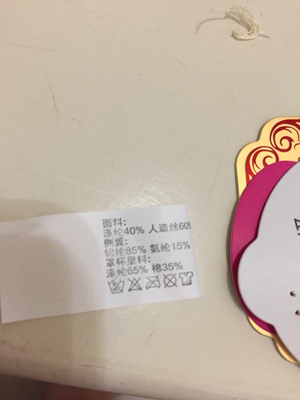 面料:
涤纶40% 人造丝60%
侧面:
锦纶85% 氨纶15%
罩杯里料:
涤纶65% 棉35%